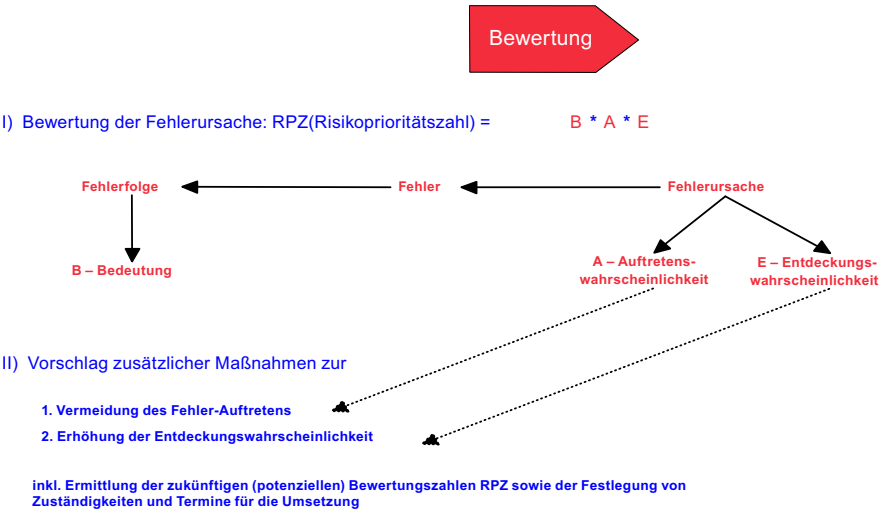 Bewertung
I) Bewertung der Fehlerursache: RPZ(Risikoprioritätszahl) = B * A * E
Fehlerfolge Fehler Fehlerursache
B – Bedeutung
A – Auftretens-
wahrscheinlichkeit
E – Entdeckungs-
wahrscheinlichkeit
II) Vorschlag zusätzlicher Maßnahmen zur
1. Vermeidung des Fehler-Auftretens
2. Erhöhung der Entdeckungswahrscheinlichkeit
inkl. Ermittlung der zukünftigen (potenziellen) Bewertungszahlen RPZ sowie der Festlegung von
Zuständigkeiten und Termine für die Umsetzung